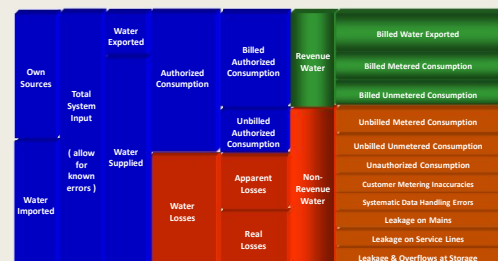 Own
Sources
Water
Imported
Total
System
Input
( allow
for
known
errors )
Water
Exported
Water
Supplied
Authorized
Consumption
Water
Losses
Billed
Authorized
Consumption
Unbilled
Authorized
Consumption
Apparent
Losses
Real
Losses
Revenue
Water
Non-
Revenue
Water
Billed Water Exported
Billed Metered Consumption
Billed Unmetered Consumption
Unbilled Metered Consumption
Unbilled Unmetered Consumption
Unauthorized Consumption
Customer Metering Inaccuracies
Systematic Data Handling Errors
Leakage on Mains
Leakage on Service Lines
Leakage & Overflows at Storage